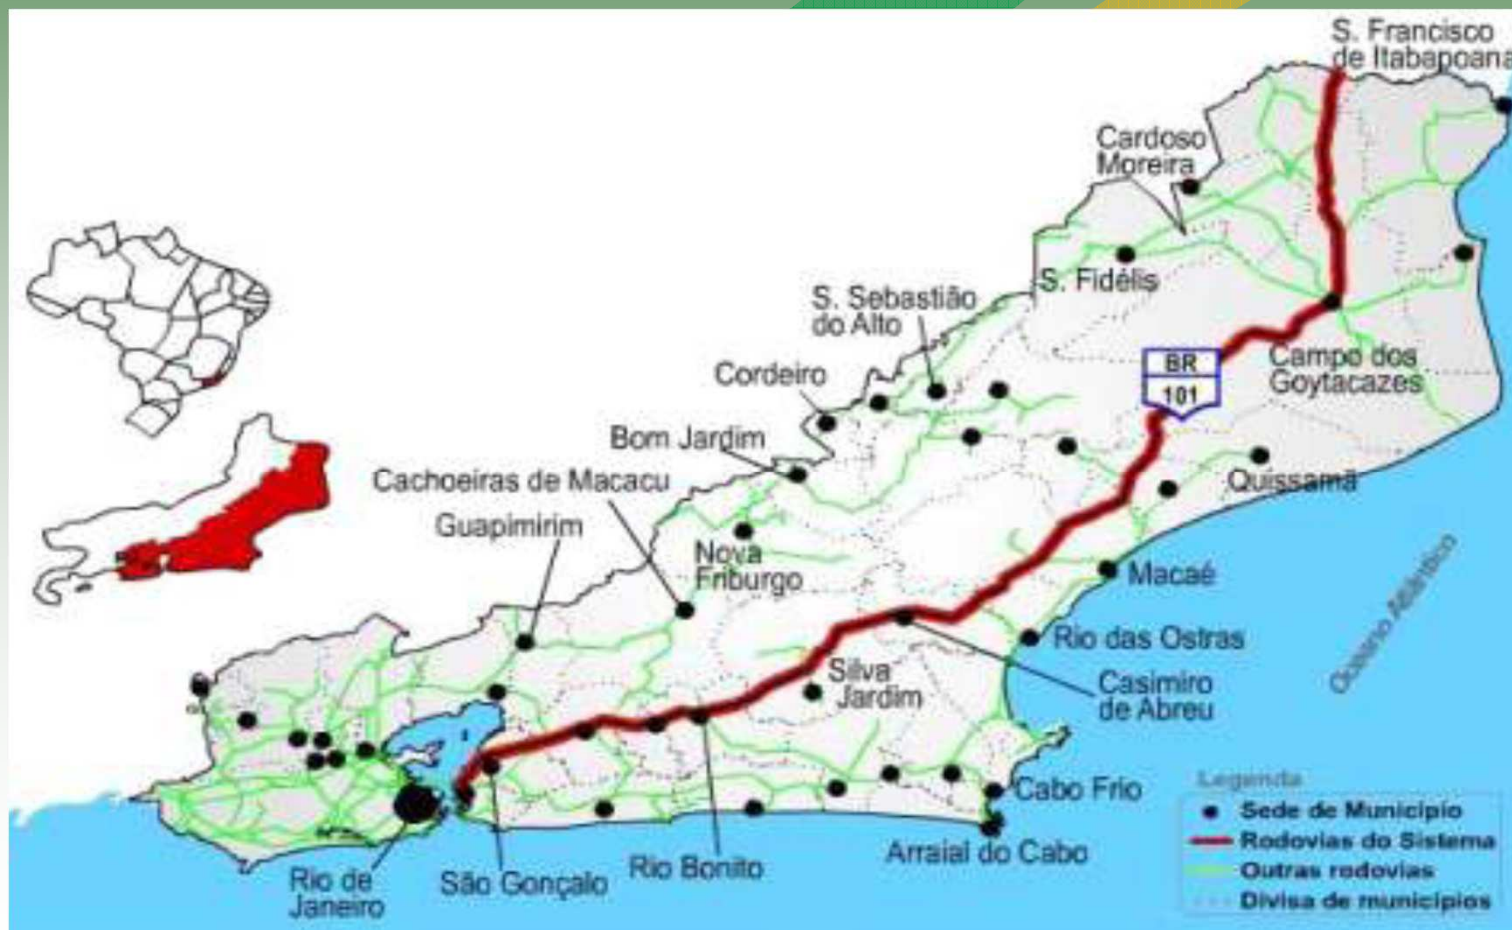 S. Francisco
de Itabapoana
Cardoso
Moreira
S. Fidélis
S. Sebastião
do Alto
Cordeiro
BR
101
Campo dos
Goytacazes
Bom Jardim
Cachoeiras de Macacu
Quissamã
Guapimirim
Nova
Friburgo
Macaé
Oceano Atlântico
Rio das Ostras
Silva
Jardim
Casimiro
de Abreu
Cabo Frio
Arraial do Cabo
Rio Bonito
São Gonçalo
Rio de
Janeiro
Legenda
Sede de Município
Rodovias do Sistema
Outras rodovias
Divisa de municípios